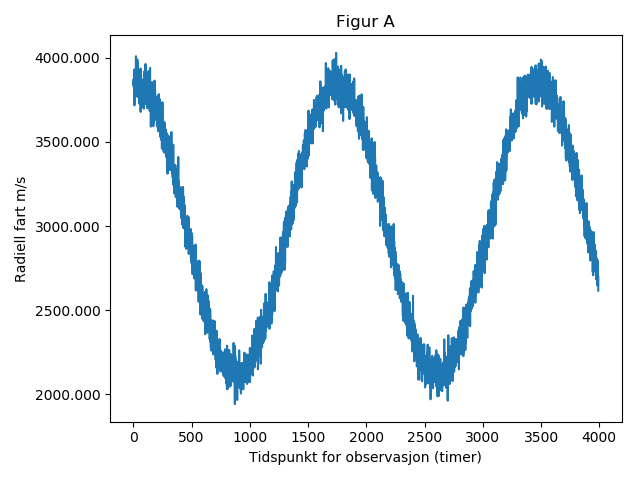 Figur A
4000.000
3500.000
3000.000
2500.000
2000.000
Radiell fart m/s
0 500 1000 1500 2000 2500 3000 3500 4000
Tidspunkt for observasjon (timer)